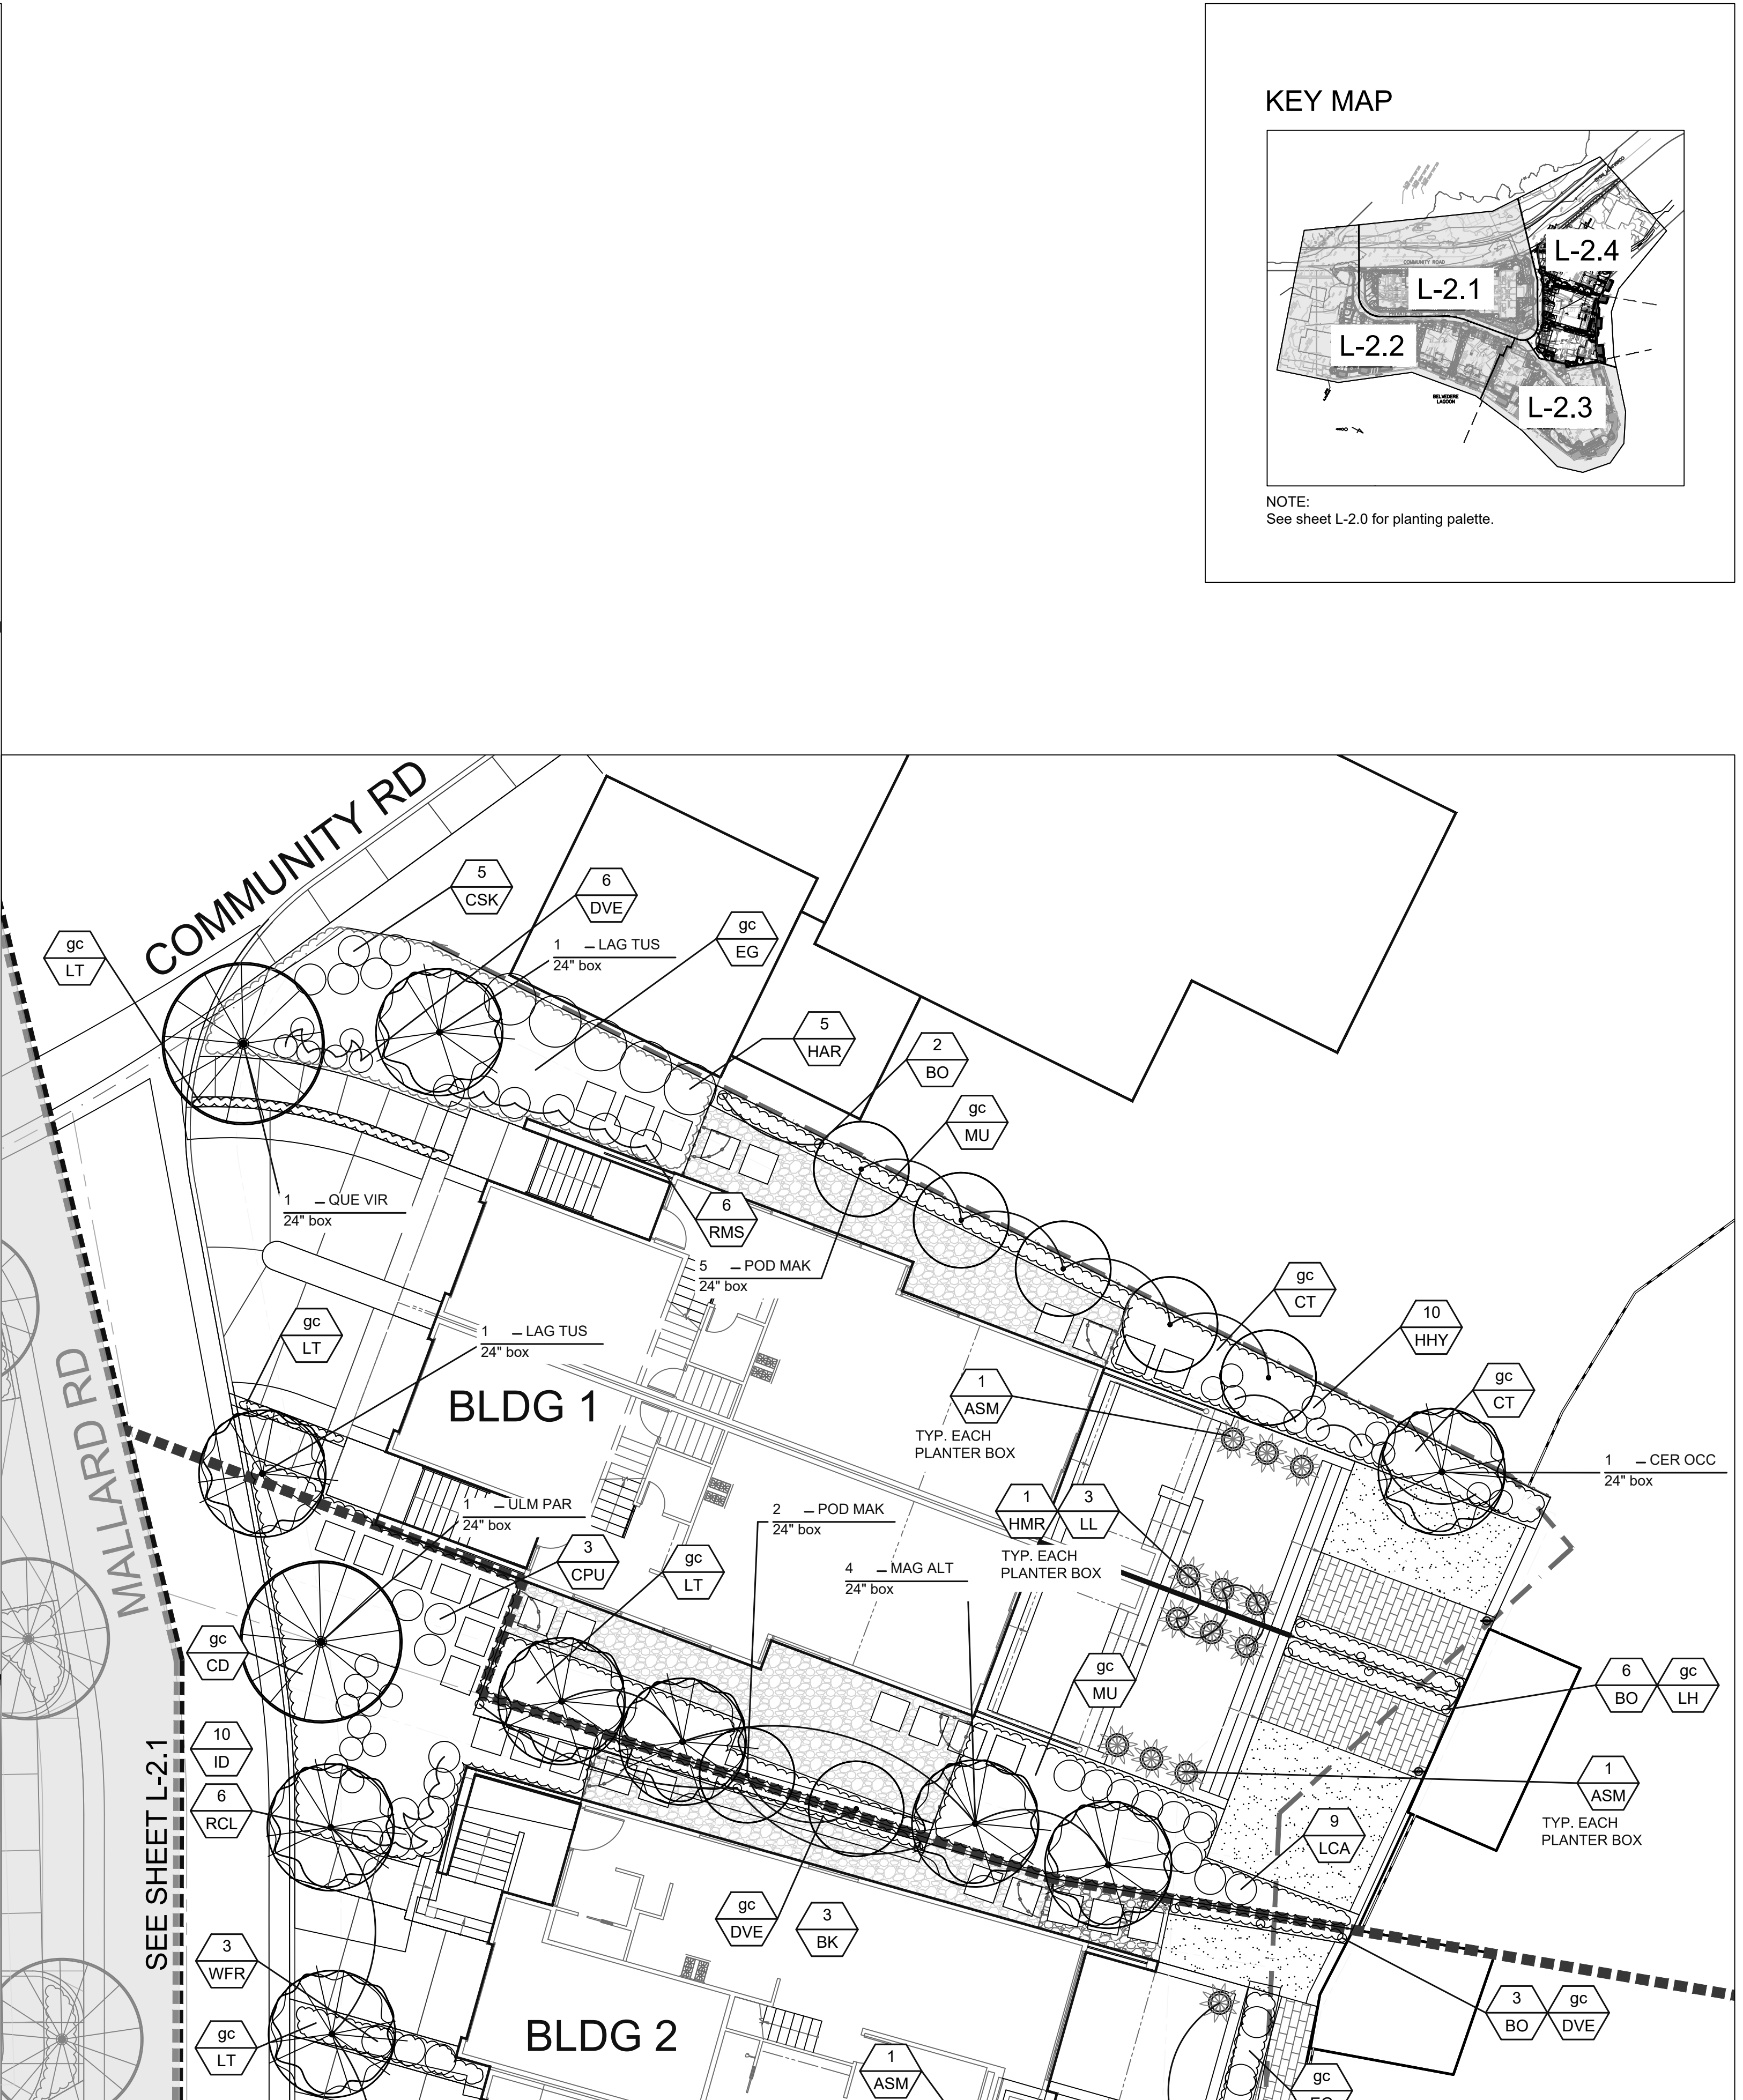 KEY MAP
L-2.4
COMMUNITY ROAD
L-2.1
L-2.2
BELVEDERE
LAGOON
L-2.3
NOTE:
See sheet L-2.0 for planting palette.
COMMUNITY RD
5
CSK
6
DVE
gc
EG
gc
LT
1 – LAG TUS
24" box
5
HAR
2
BO
gc
MU
1 – QUE VIR
24" box
6
RMS
5 – POD MAK
24" box
gc
CT
10
HHY
gc
CT
gc
LT
1 – LAG TUS
24" box
BLDG 1
1
ASM
TYP. EACH
PLANTER BOX
1 – CER OCC
24" box
MALLARD RD
1 – ULM PAR
24" box
2 – POD MAK
24" box
1
HMR
3
LL
TYP. EACH
PLANTER BOX
3
CPU
gc
LT
4 – MAG ALT
24" box
gc
CD
gc
MU
6
BO
gc
LH
10
ID
6
RCL
1
ASM
TYP. EACH
PLANTER BOX
9
LCA
SEE SHEET L-2.1
gc
DVE
3
BK
3
WFR
3
BO
gc
DVE
gc
LT
BLDG 2
1
ASM
gc